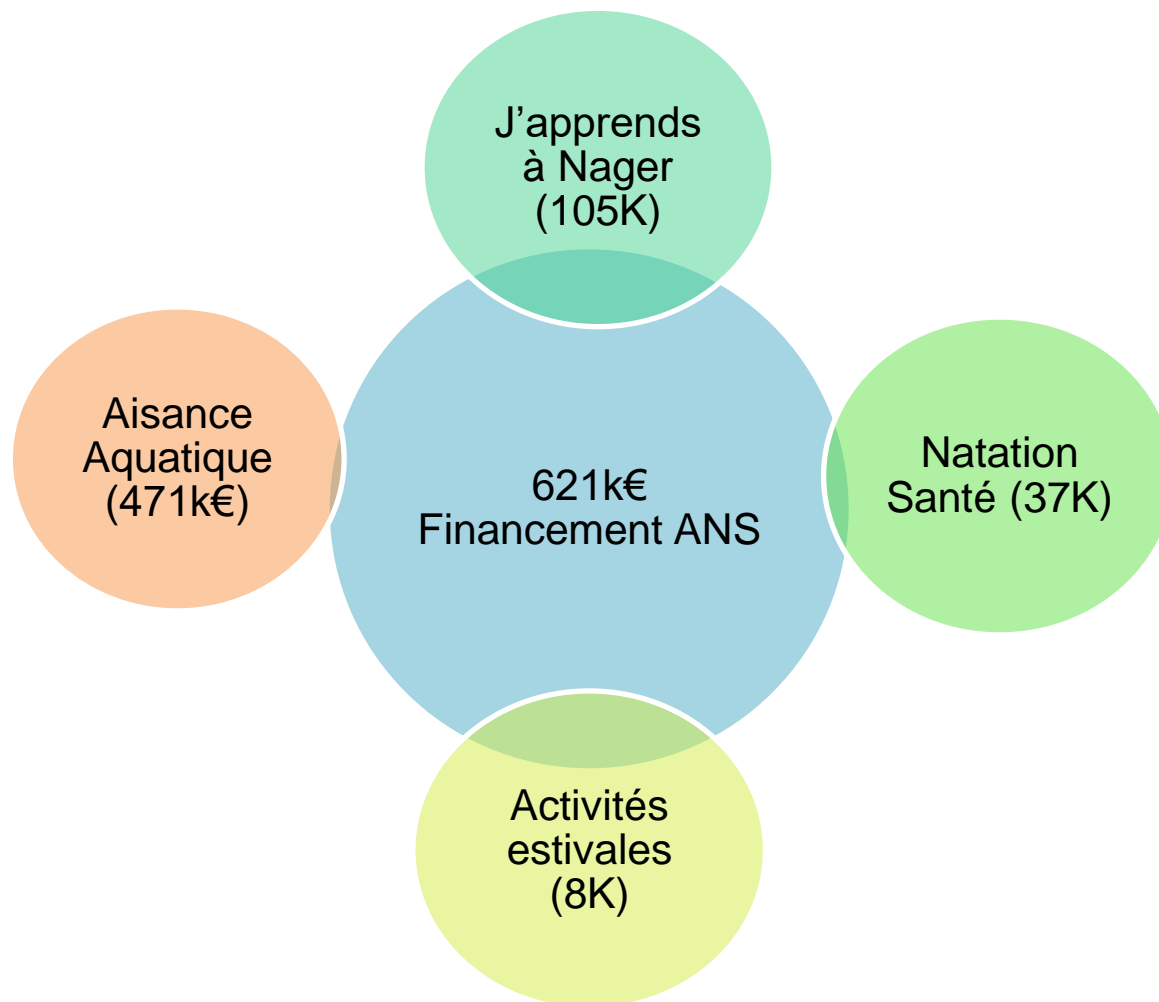 J’apprends
à Nager
(105K)
Aisance
Aquatique
(471k€)
621k€
Financement ANS
Natation
Santé (37K)
Activités
estivales
(8K)